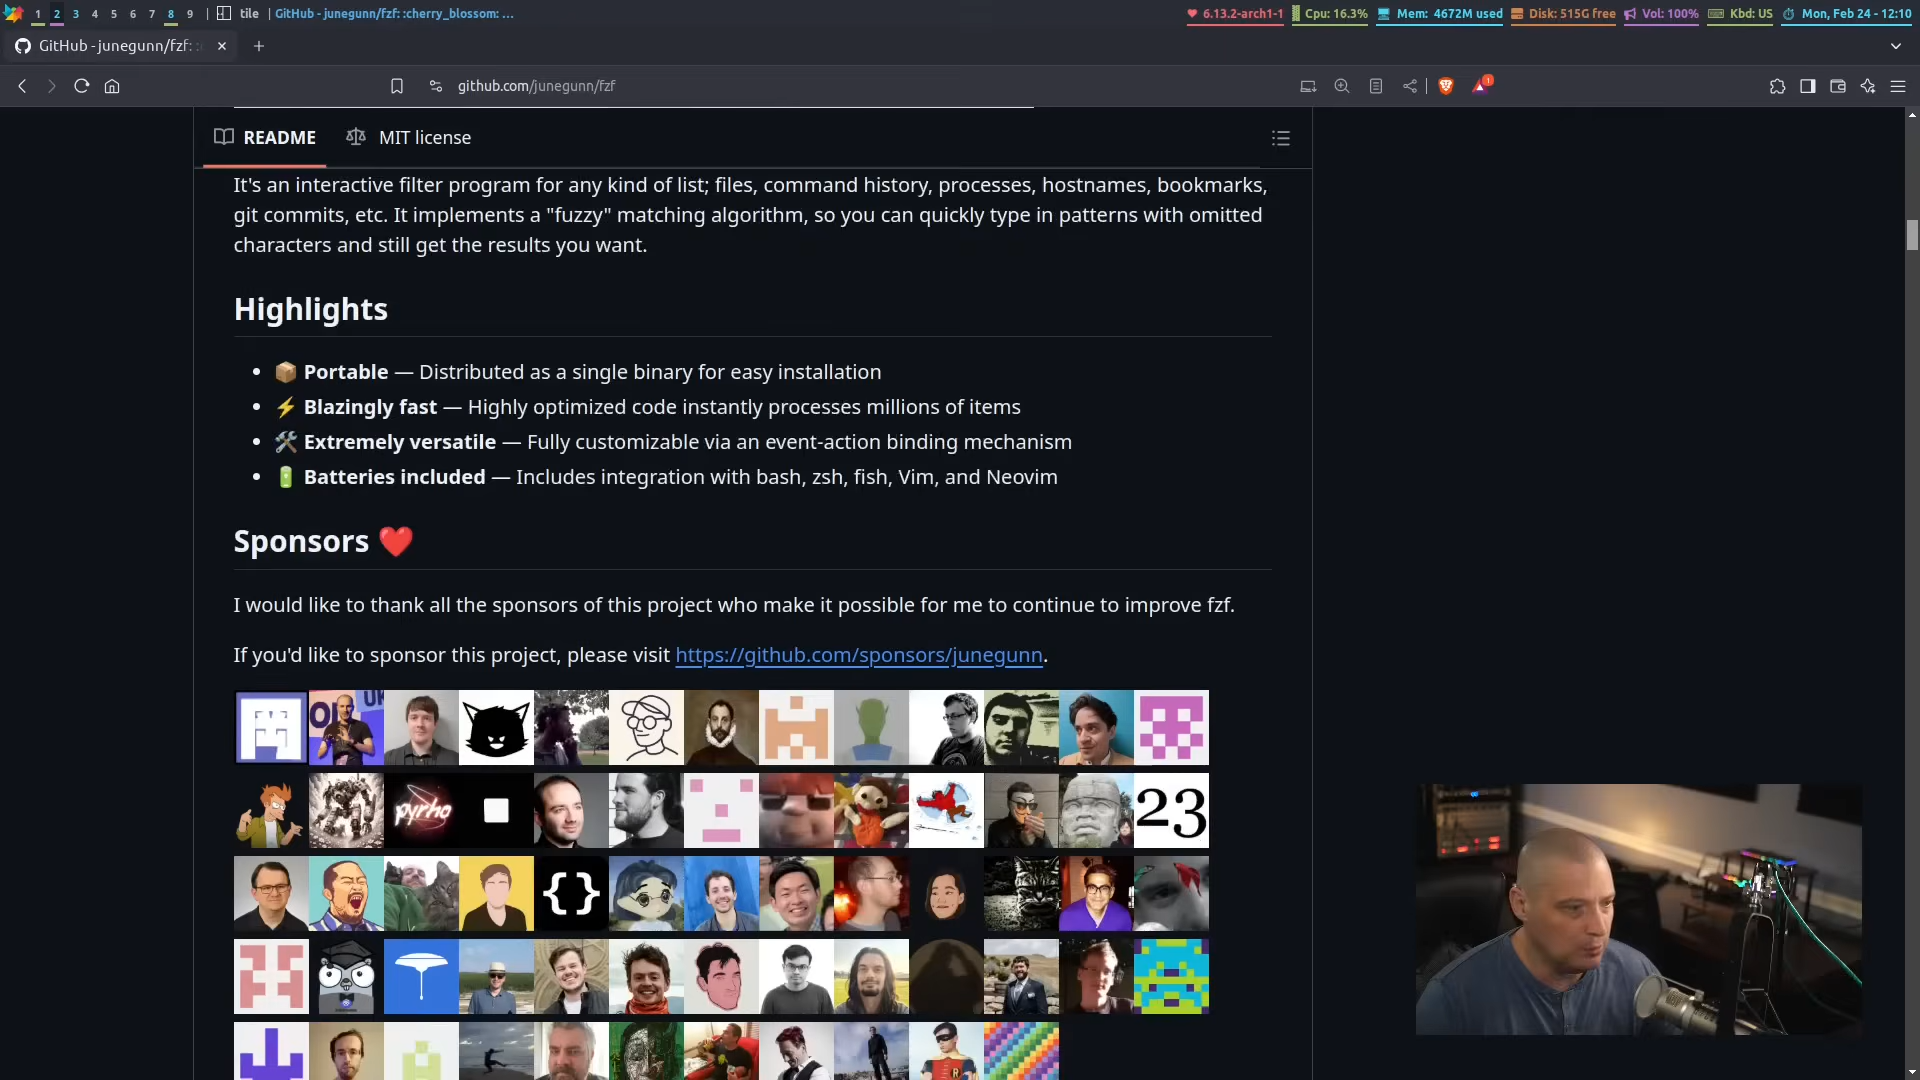 1 2 3 4 5 6 7 8 9 | tile | GitHub - junegunn/fzf: :cherry_blossom: ...
6.13.2-arch1-1 Cpu: 16.3% Mem: 4672M used Disk: 515G free Vol: 100% Kbd: US Mon, Feb 24 - 12:10
GitHub - junegunn/fzf: :
github.com/junegunn/fzf
1
README MIT license
It's an interactive filter program for any kind of list; files, command history, processes, hostnames, bookmarks,
git commits, etc. It implements a "fuzzy" matching algorithm, so you can quickly type in patterns with omitted
characters and still get the results you want.
Highlights
• 📦 Portable — Distributed as a single binary for easy installation
• ⚡ Blazingly fast — Highly optimized code instantly processes millions of items
• 🛠️ Extremely versatile — Fully customizable via an event-action binding mechanism
• 🔋 Batteries included — Includes integration with bash, zsh, fish, Vim, and Neovim
Sponsors ❤️
I would like to thank all the sponsors of this project who make it possible for me to continue to improve fzf.
If you'd like to sponsor this project, please visit https://github.com/sponsors/junegunn.
pyrho
23
{}